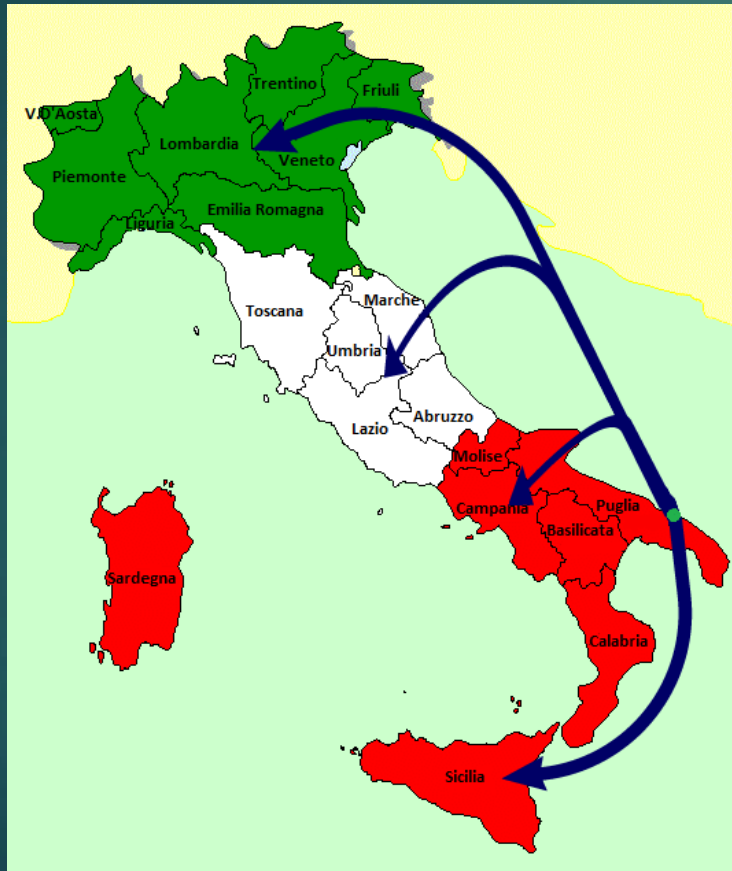 Trentino
Friuli
V.D'Aosta
Lombardia
Veneto
Piemonte
Emilia Romagna
Liguria
Marche
Toscana
Umbria
Abruzzo
Lazio
Molise
Puglia
Campania
Basilicata
Sardegna
Calabria
Sicilia